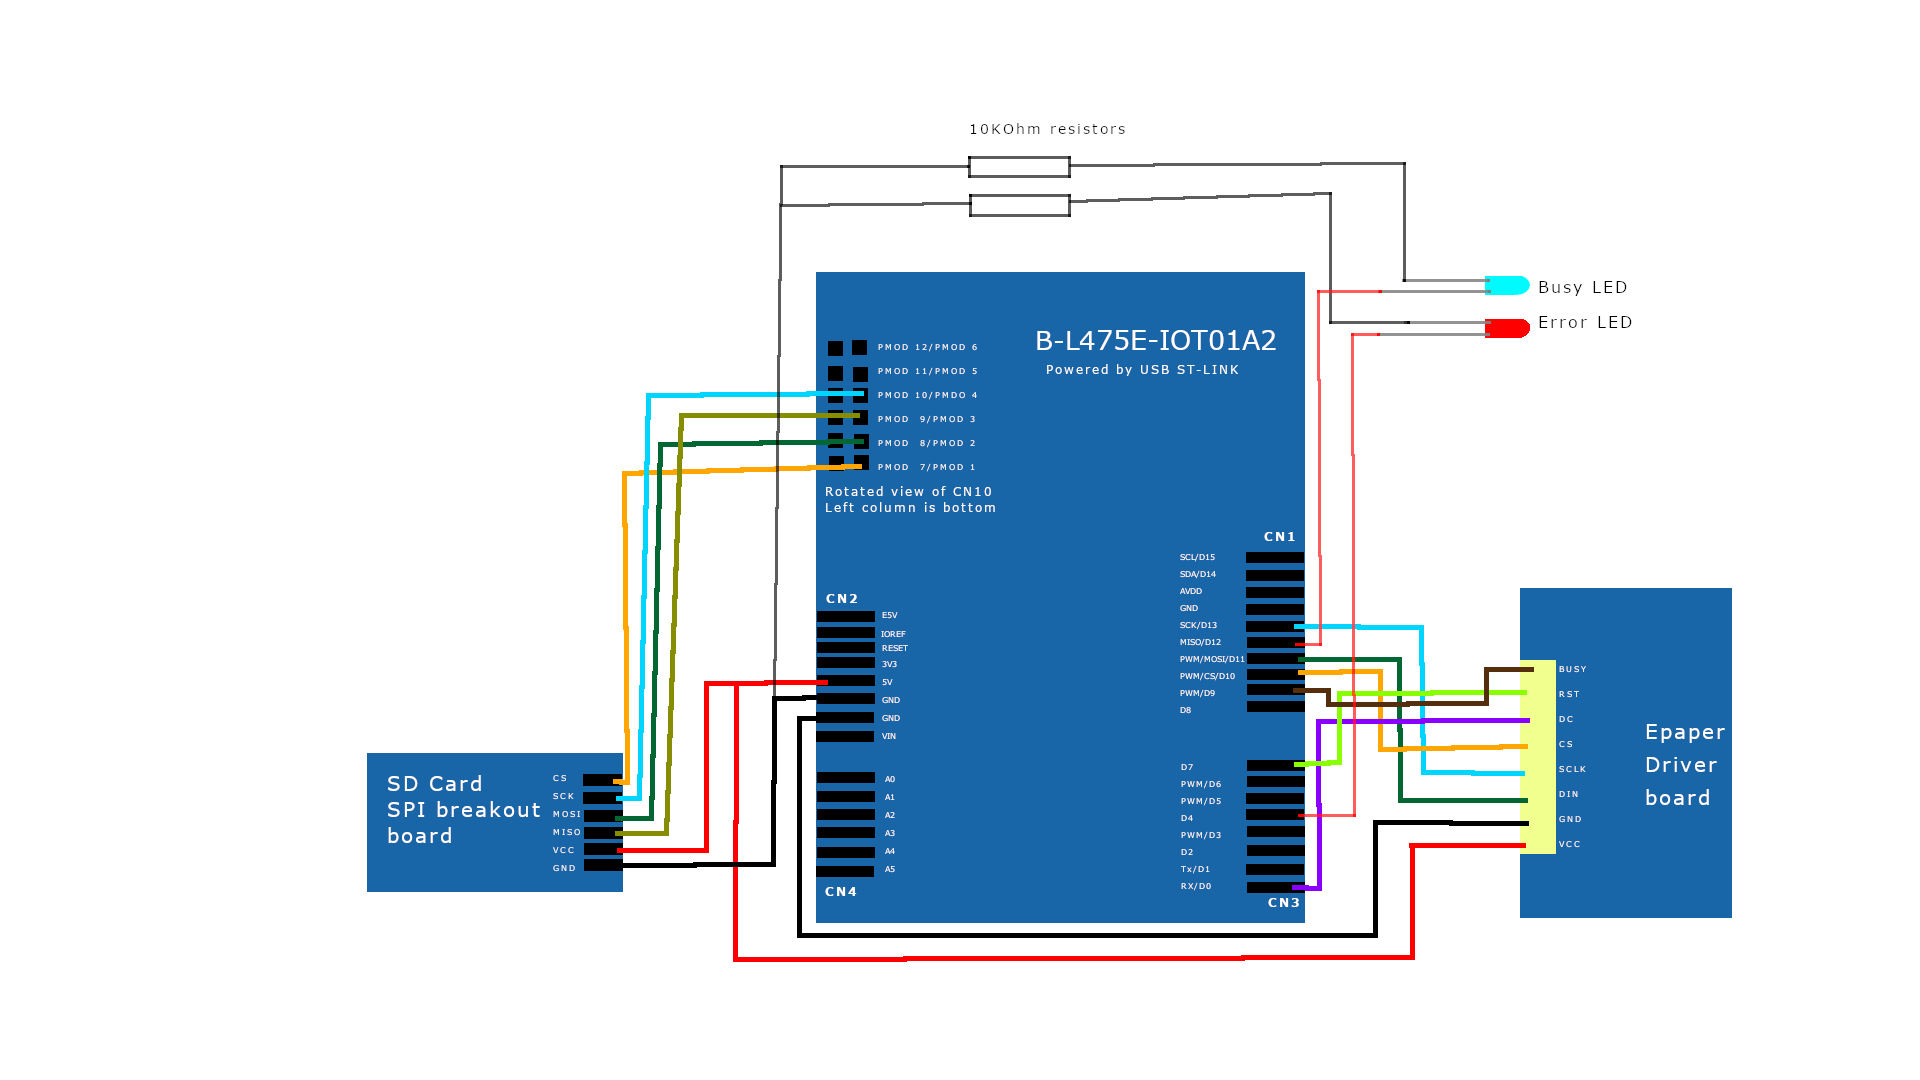 10KOhm resistors
Busy LED
Error LED
B-L475E-IOT01A2
Powered by USB ST-LINK
PMOD 12/PMOD 6
PMOD 11/PMOD 5
PMOD 10/PMDO 4
PMOD 9/PMOD 3
PMOD 8/PMOD 2
PMOD 7/PMOD 1
Rotated view of CN10
Left column is bottom
CN1
SCL/D15
SDA/D14
AVDD
GND
SCK/D13
MISO/D12
PWM/MOSI/D11
PWM/CS/D10
PWM/D9
D8
CN2
E5V
IOREF
RESET
3V3
5V
GND
GND
VIN
A0
A1
A2
A3
A4
A5
CN4
D7
PWM/D6
PWM/D5
D4
PWM/D3
D2
Tx/D1
RX/D0
CN3
SD Card
SPI breakout
board
CS
SCK
MOSI
MISO
VCC
GND
BUSY
RST
DC
CS
SCLK
DIN
GND
VCC
Epaper
Driver
board